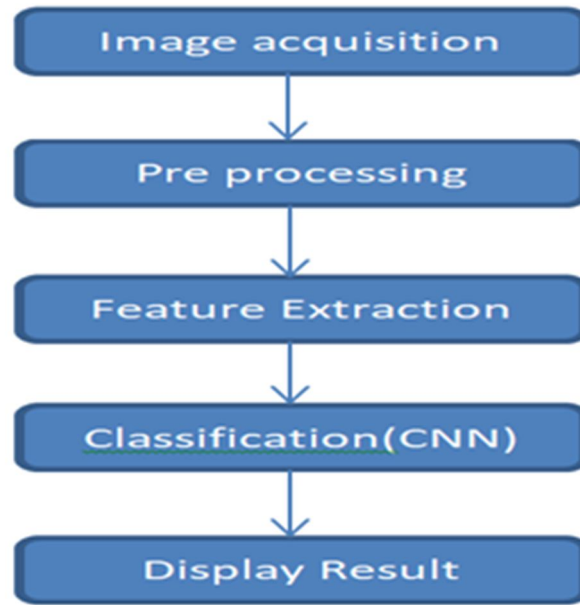 Image acquisition
Pre processing
Feature Extraction
Classification(CNN)
Display Result